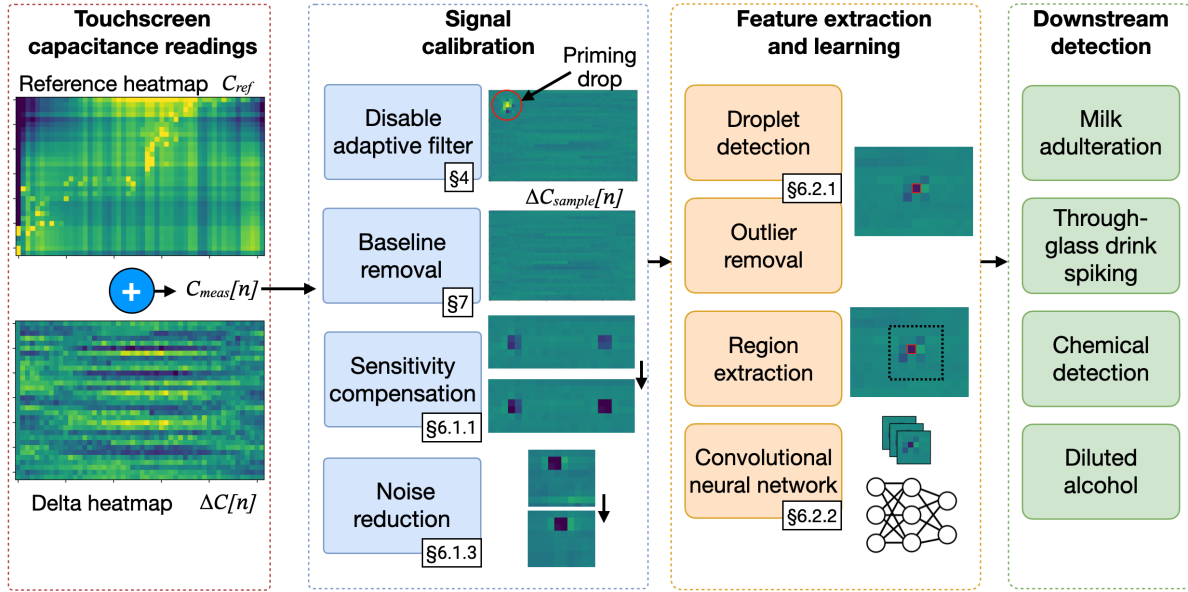 Touchscreen
capacitance readings
Reference heatmap C_ref
+
C_meas[n]
Delta heatmap ΔC[n]
Signal
calibration
Priming
drop
Disable
adaptive filter
§4
ΔC_sample[n]
Baseline
removal
§7
Sensitivity
compensation
§6.1.1
Noise
reduction
§6.1.3
Feature extraction
and learning
Droplet
detection
§6.2.1
Outlier
removal
Region
extraction
Convolutional
neural network
§6.2.2
Downstream
detection
Milk
adulteration
Through-
glass drink
spiking
Chemical
detection
Diluted
alcohol